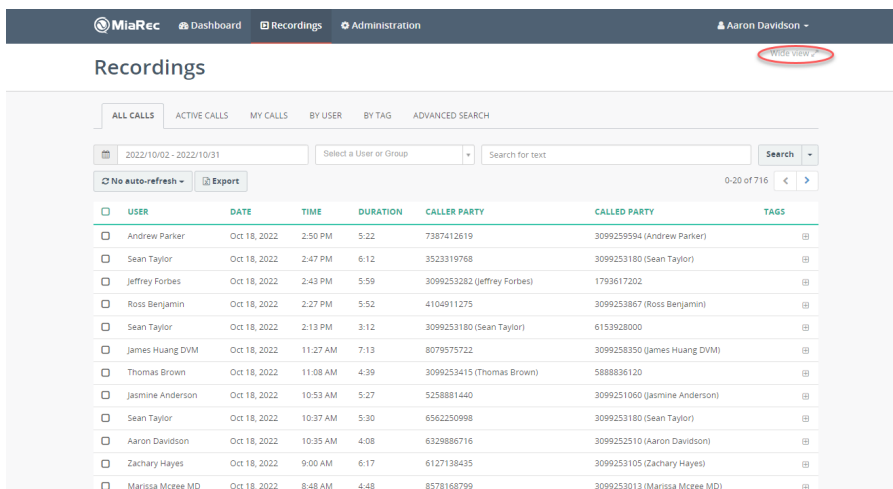 MiaRec Dashboard Recordings Administration Aaron Davidson
Wide view
Recordings
ALL CALLS ACTIVE CALLS MY CALLS BY USER BY TAG ADVANCED SEARCH
2022/10/02 - 2022/10/31 Select a User or Group Search for text Search
No auto-refresh Export 0-20 of 716
USER DATE TIME DURATION CALLER PARTY CALLED PARTY TAGS
Andrew Parker Oct 18, 2022 2:50 PM 5:22 7387412619 3099259594 (Andrew Parker)
Sean Taylor Oct 18, 2022 2:47 PM 6:12 3523319768 3099253180 (Sean Taylor)
Jeffrey Forbes Oct 18, 2022 2:43 PM 5:59 3099253282 (Jeffrey Forbes) 1793617202
Ross Benjamin Oct 18, 2022 2:27 PM 5:52 4104911275 3099253867 (Ross Benjamin)
Sean Taylor Oct 18, 2022 2:13 PM 3:12 3099253180 (Sean Taylor) 6153928000
James Huang DVM Oct 18, 2022 11:27 AM 7:13 8079575722 3099258350 (James Huang DVM)
Thomas Brown Oct 18, 2022 11:08 AM 4:39 3099253415 (Thomas Brown) 5888836120
Jasmine Anderson Oct 18, 2022 10:53 AM 5:27 5258881440 3099251060 (Jasmine Anderson)
Sean Taylor Oct 18, 2022 10:37 AM 5:30 6562250998 3099253180 (Sean Taylor)
Aaron Davidson Oct 18, 2022 10:35 AM 4:08 6329886716 3099252510 (Aaron Davidson)
Zachary Hayes Oct 18, 2022 9:00 AM 6:17 6127138435 3099253105 (Zachary Hayes)
Marissa Mcgee MD Oct 18, 2022 8:48 AM 4:48 8578168799 3099253013 (Marissa Mcgee MD)